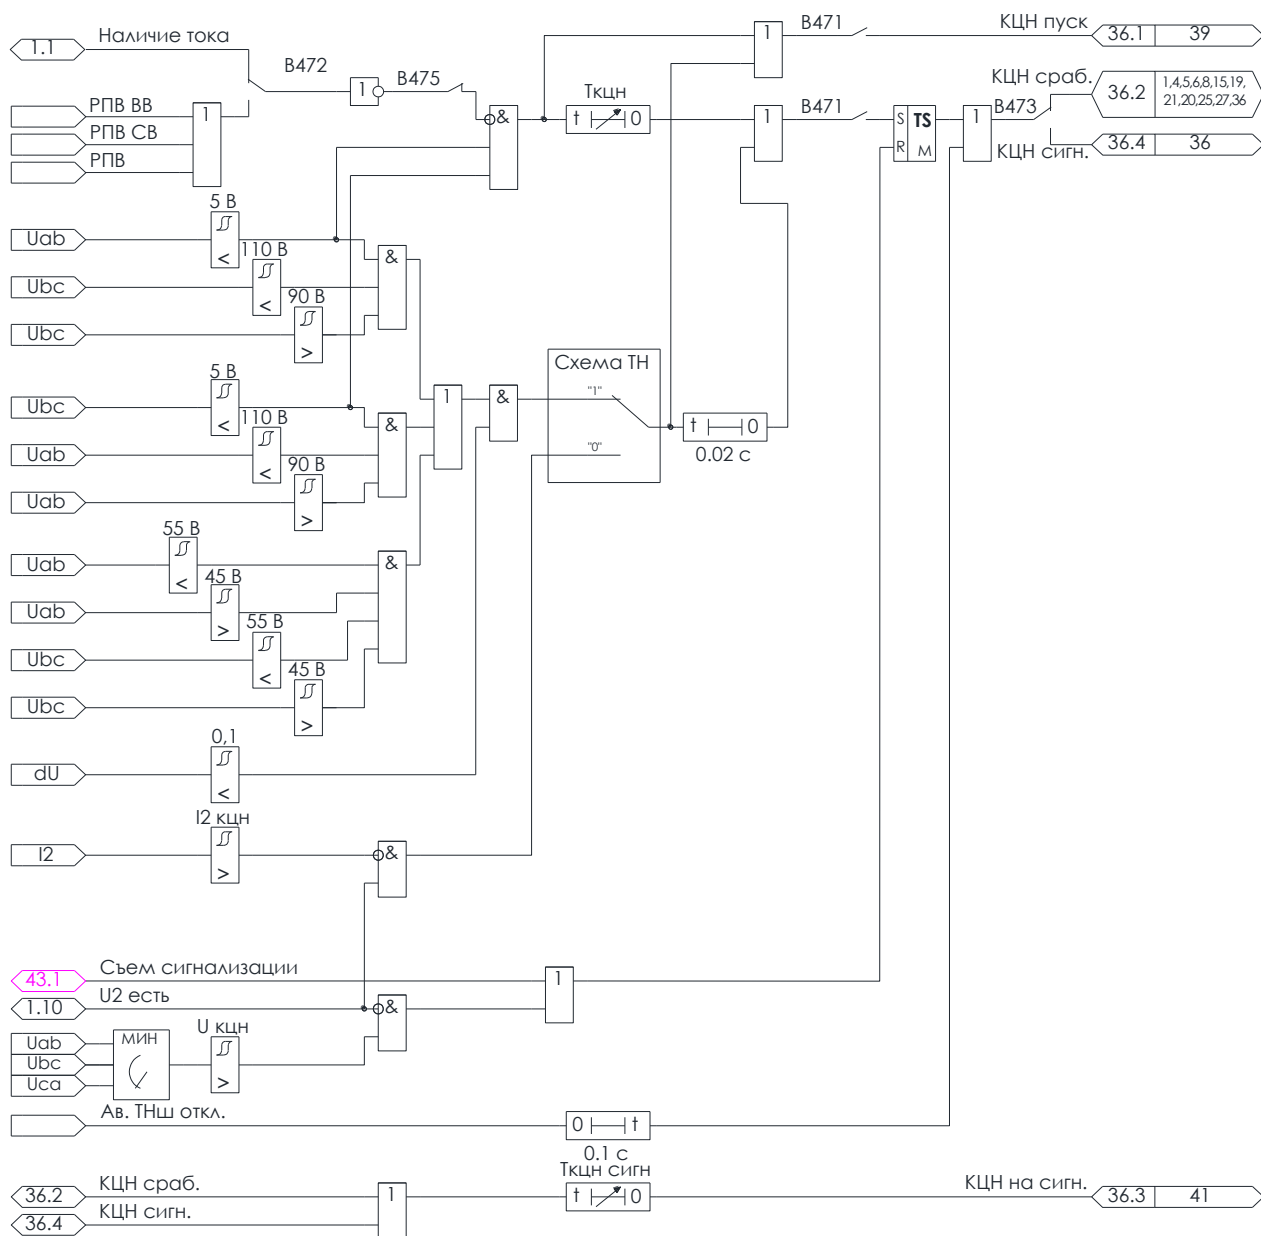 КЦН пуск
36.1 39
1.1
Наличие тока
B472
B475
B471
1
1
КЦН сраб.
36.2
1,4,5,6,8,15,19,
21,20,25,27,36
B473
КЦН сигн.
36.4 36
РПВ ВВ
РПВ СВ
РПВ
1
&
Ткцн
t 0
1
B471
S TS
R M
1
Uab
5 В
<
&
Ubc
110 В
<
Ubc
90 В
>
Ubc
5 В
<
&
Uab
110 В
<
Uab
90 В
>
1
&
Схема ТН
"1"
"0"
t 0
0.02 с
Uab
55 В
<
&
Uab
45 В
>
Ubc
55 В
<
Ubc
45 В
>
dU
0,1
<
I2
I2 кцн
>
&
43.1
Съем сигнализации
1
1.10
U2 есть
&
Uab
Ubc
Uca
МИН
U кцн
>
Ав. ТНш откл.
0 t
0.1 с
36.2
КЦН сраб.
36.4
КЦН сигн.
1
Ткцн сигн
t 0
КЦН на сигн.
36.3 41